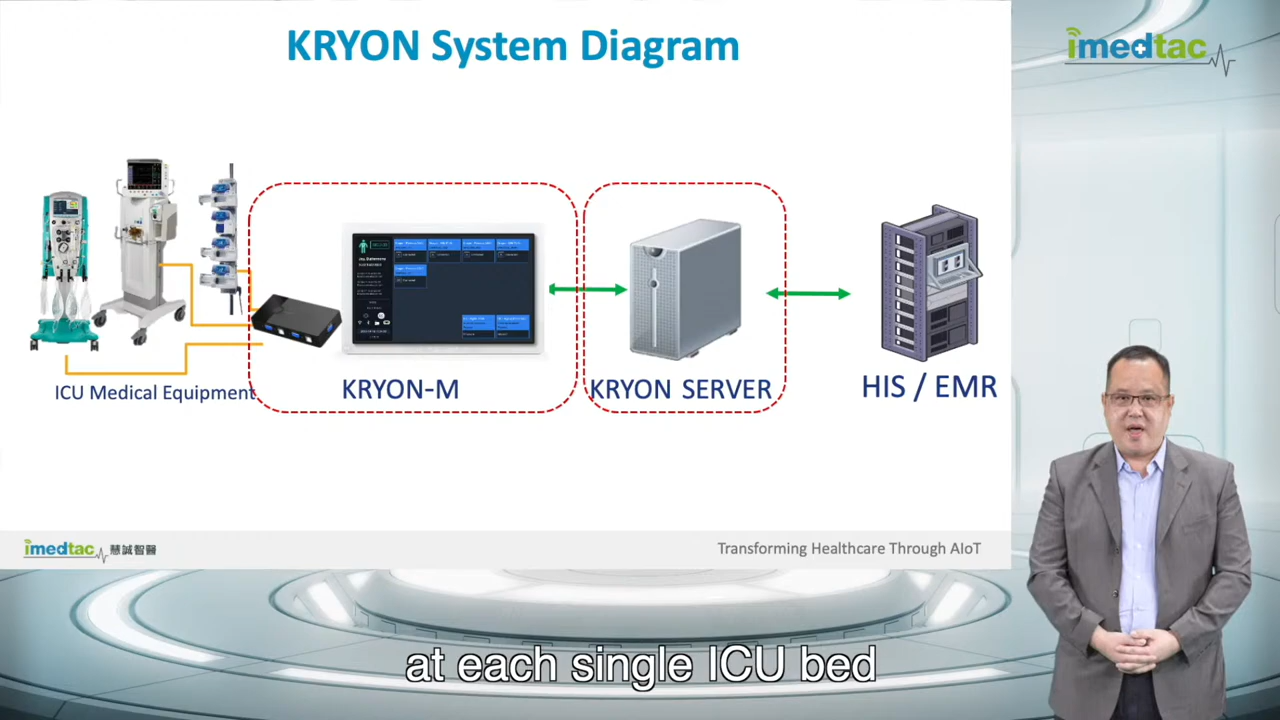 KRYON System Diagram
imedtac
ICU Medical Equipment
KRYON-M
KRYON SERVER
HIS / EMR
imedtac 慧誠智醫
Transforming Healthcare Through AIoT
at each single ICU bed